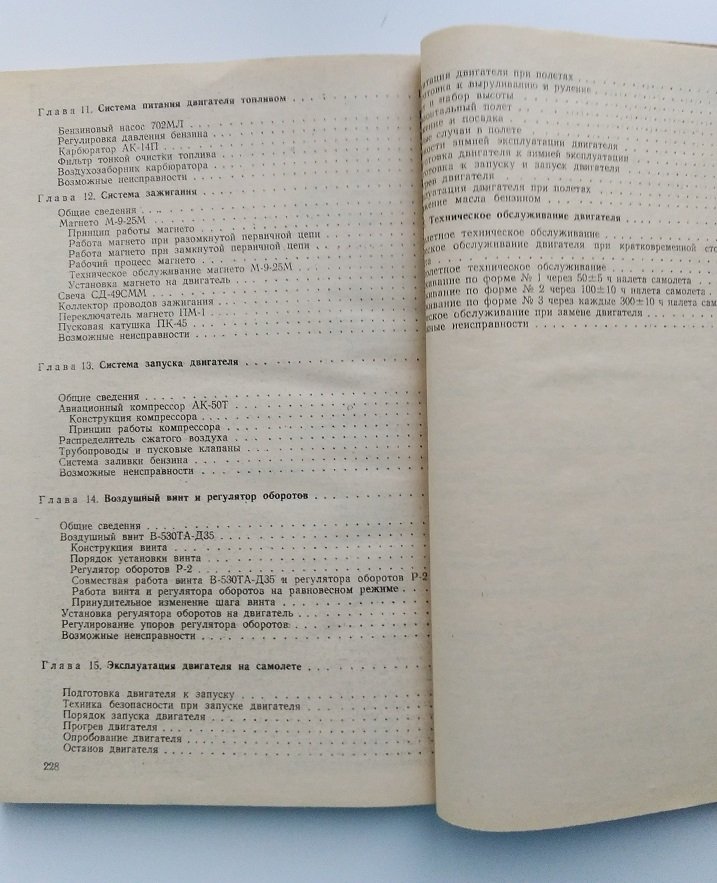 Глава 11. Система питания двигателя топливом
Бензиновый насос 702МЛ
Регулировка давления бензина
Карбюратор АК-14П
Фильтр тонкой очистки топлива
Воздухозаборник карбюратора
Возможные неисправности
Глава 12. Система зажигания
Общие сведения
Магнето М-9-25М
Принцип работы магнето
Работа магнето при разомкнутой первичной цепи
Работа магнето при замкнутой первичной цепи
Рабочий процесс магнето
Техническое обслуживание магнето М-9-25М
Установка магнето на двигатель
Свеча СД-49СММ
Коллектор проводов зажигания
Переключатель магнето ПМ-1
Пусковая катушка ПК-45
Возможные неисправности
Глава 13. Система запуска двигателя
Общие сведения
Авиационный компрессор АК-50Т
Конструкция компрессора
Принцип работы компрессора
Распределитель сжатого воздуха
Трубопроводы и пусковые клапаны
Система заливки бензина
Возможные неисправности
Глава 14. Воздушный винт и регулятор оборотов
Общие сведения
Воздушный винт В-530ТА-Д35
Конструкция винта
Порядок установки винта
Регулятор оборотов Р-2
Совместная работа винта В-530ТА-Д35 и регулятора оборотов Р-2
Работа винта и регулятора оборотов на равновесном режиме
Принудительное изменение шага винта
Установка регулятора оборотов на двигатель
Регулирование упоров регулятора оборотов
Возможные неисправности
Глава 15. Эксплуатация двигателя на самолете
Подготовка двигателя к запуску
Техника безопасности при запуске двигателя
Порядок запуска двигателя
Прогрев двигателя
Опробование двигателя
Останов двигателя
228
двигателя при полетах
к выруливанию и руление
и набор высоты
полет
и посадка
случаи в полете
зимней эксплуатации двигателя
двигателя к зимней эксплуатации
к запуску и запуск двигателя
двигателя
двигателя при полетах
масла бензином
Техническое обслуживание двигателя
техническое обслуживание
обслуживание двигателя при кратковременной
техническое обслуживание
по форме № 1 через 50±5 ч налета самолета
по форме № 2 через 100±10 ч налета самолета
по форме № 3 через каждые 300±10 ч налета
обслуживание при замене двигателя
неисправности